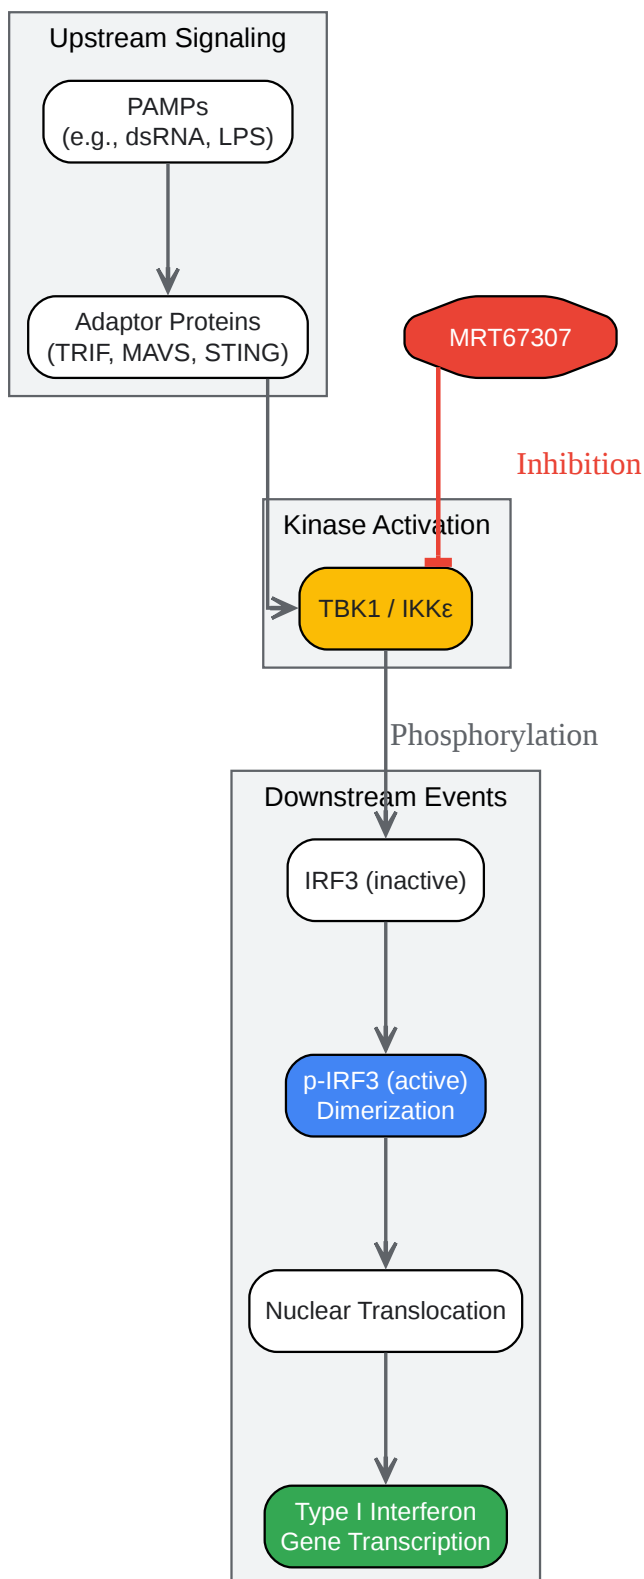 Upstream Signaling
PAMPs
(e.g., dsRNA, LPS)
Adaptor Proteins
(TRIF, MAVS, STING)
MRT67307
Inhibition
Kinase Activation
TBK1 / IKKε
Phosphorylation
Downstream Events
IRF3 (inactive)
p-IRF3 (active)
Dimerization
Nuclear Translocation
Type I Interferon
Gene Transcription